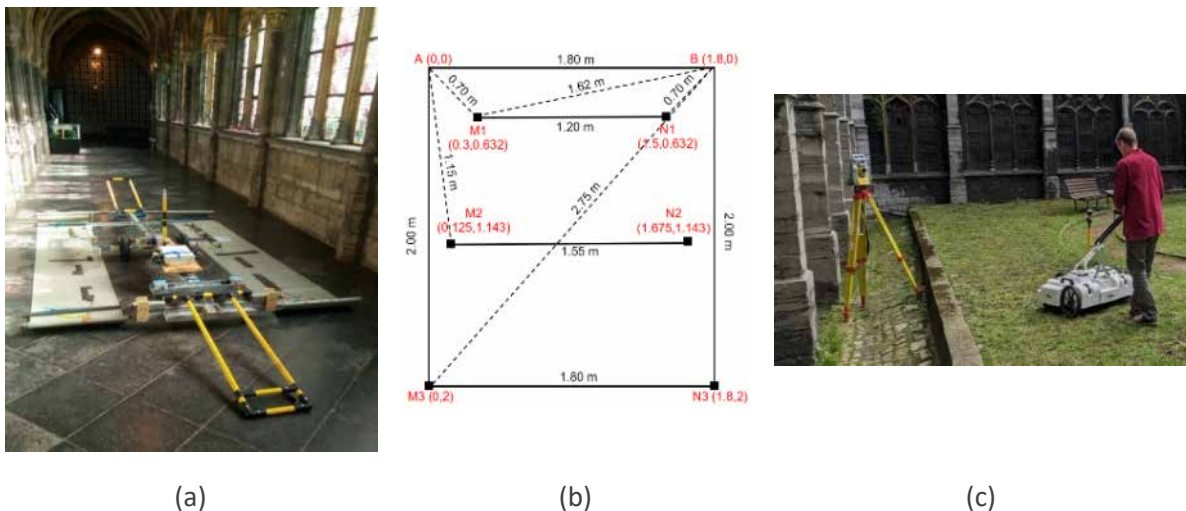 A (0,0)
1.80 m
B (1.8,0)
0.70 m
1.62 m
0.70 m
M1
(0.3,0.632)
1.20 m
N1
(1.5,0.632)
1.15 m
2.75 m
M2
(0.125,1.143)
N2
(1.675,1.143)
1.55 m
2.00 m
2.00 m
1.80 m
M3 (0,2)
N3 (1.8,2)
(a)
(b)
(c)